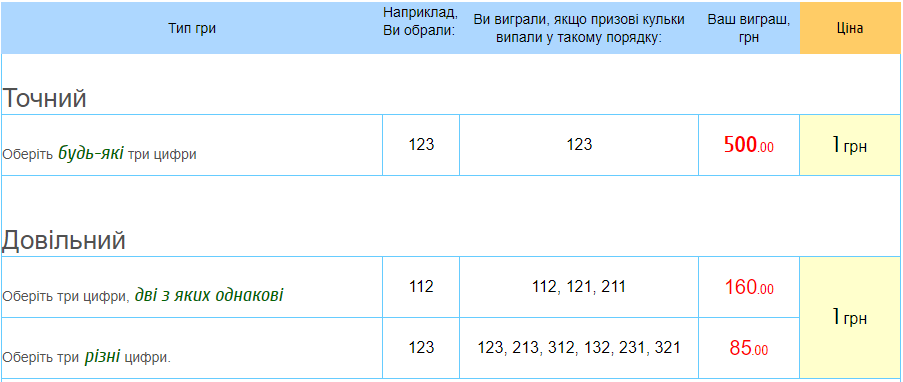 Тип гри
Наприклад,
Ви обрали:
Ви виграли, якщо призові кульки
випали у такому порядку:
Ваш виграш,
грн
Ціна
Точний
Оберіть будь-які три цифри
123
123
500.00
1 грн
Довільний
Оберіть три цифри, дві з яких однакові
112
112, 121, 211
160.00
1 грн
Оберіть три різні цифри.
123
123, 213, 312, 132, 231, 321
85.00